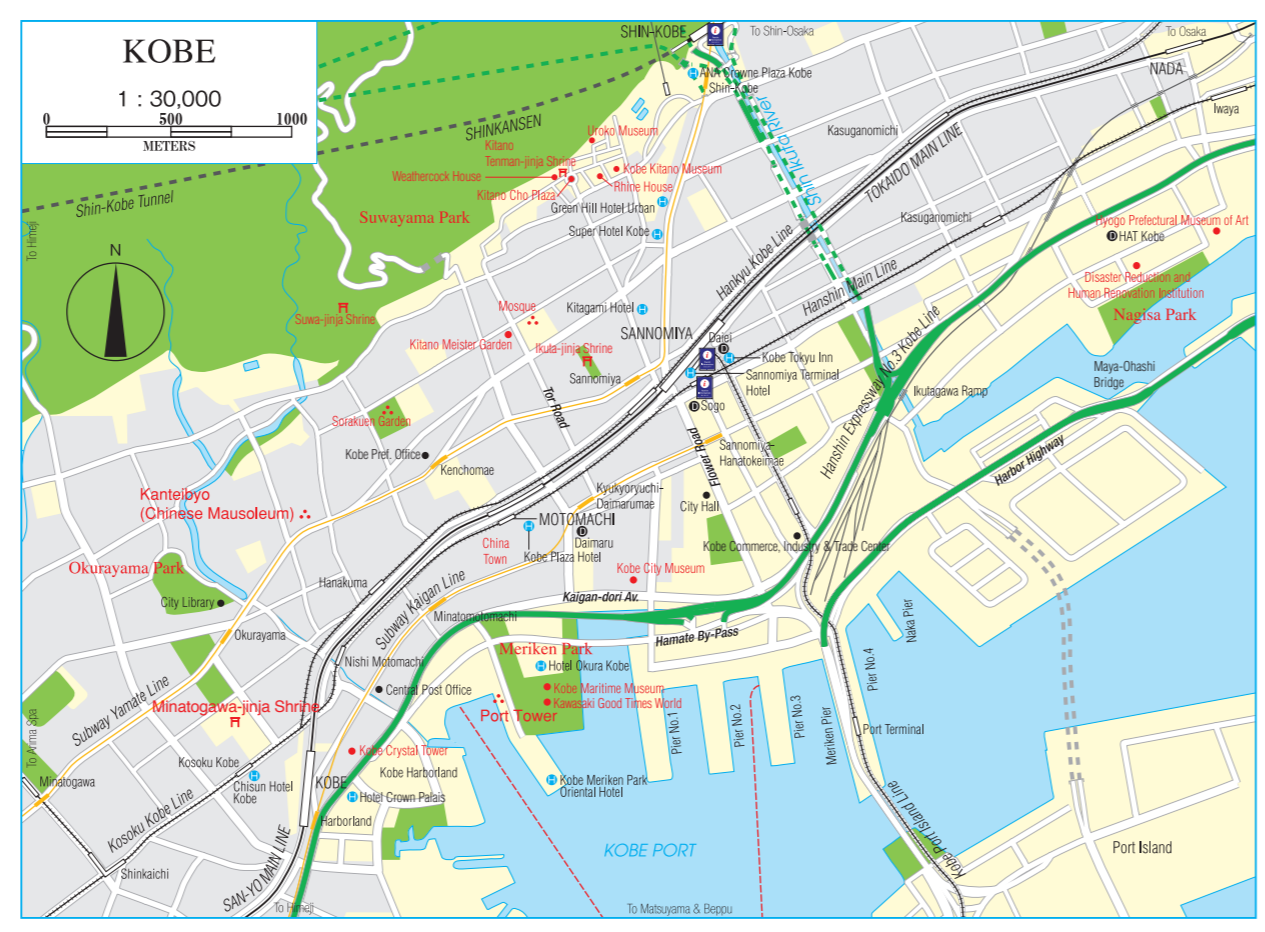 KOBE
1 : 30,000
0 500 1000
METERS
SHIN-KOBE
To Shin-Osaka
To Osaka
NADA
ANA Crowne Plaza Kobe
Shin-Kobe
Iwaya
Shin Ikuta River
Kasuganomichi
TOKAIDO MAIN LINE
SHINKANSEN
Uroko Museum
Kitano
Tenman-jinja Shrine
Weathercock House
Kobe Kitano Museum
Rhine House
Kitano Cho Plaza
Green Hill Hotel Urban
Super Hotel Kobe
Shin-Kobe Tunnel
Suwayama Park
To Himeji
N
Kasuganomichi
Hyogo Prefectural Museum of Art
HAT Kobe
Hankyu Kobe Line
Hanshin Main Line
Disaster Reduction and
Human Renovation Institution
Nagisa Park
Suwa-jinja Shrine
Mosque
Kitagami Hotel
Kitano Meister Garden
Ikuta-jinja Shrine
SANNOMIYA
Daiei
Kobe Tokyu Inn
Sannomiya Terminal
Hotel
Sannomiya
Sogo
Hanshin Expressway No.3 Kobe Line
Maya-Ohashi
Bridge
Ikutagawa Ramp
Tor Road
Sorakuen Garden
Kobe Pref. Office
Kenchomae
Flower Road
Sannomiya-
Hanatokeimae
Harbor Highway
Kanteibyo
(Chinese Mausoleum)
Kyukyoryuchi-
Daimarumae
City Hall
MOTOMACHI
Daimaru
China
Town
Kobe Plaza Hotel
Kobe Commerce, Industry & Trade Center
Okurayama Park
Kobe City Museum
Hanakuma
City Library
Subway Kaigan Line
Kaigan-dori Av.
Minatomotomachi
Okurayama
Hamate By-Pass
Naka Pier
Nishi Motomachi
Meriken Park
Hotel Okura Kobe
Pier No.4
Central Post Office
Kobe Maritime Museum
Kawasaki Good Times World
Subway Yamate Line
Minatogawa-jinja Shrine
Port Tower
Pier No.1
Pier No.2
Pier No.3
Meriken Pier
Port Terminal
To Arima Spa
Kobe Crystal Tower
Kosoku Kobe
Kobe Harborland
Minatogawa
Chisun Hotel
Kobe
KOBE
Hotel Crown Palais
Kobe Meriken Park
Oriental Hotel
Kosoku Kobe Line
Harborland
KOBE PORT
Kobe Port Island Line
Port Island
Shinkaichi
SAN-YO MAIN LINE
To Himeji
To Matsuyama & Beppu